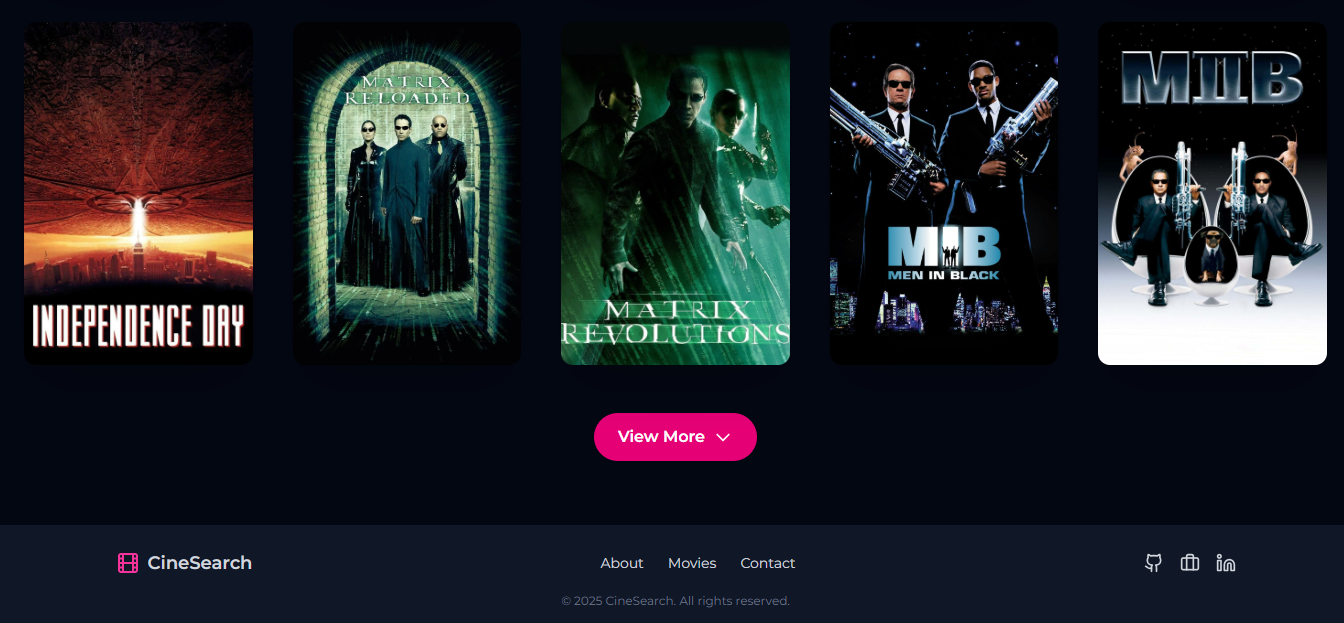 INDEPENDENCE DAY
MATRIX
RELOADED
MATRIX
REVOLUTIONS
MIB
MEN IN BLACK
MIIB
View More
CineSearch
About
Movies
Contact
© 2025 CineSearch. All rights reserved.